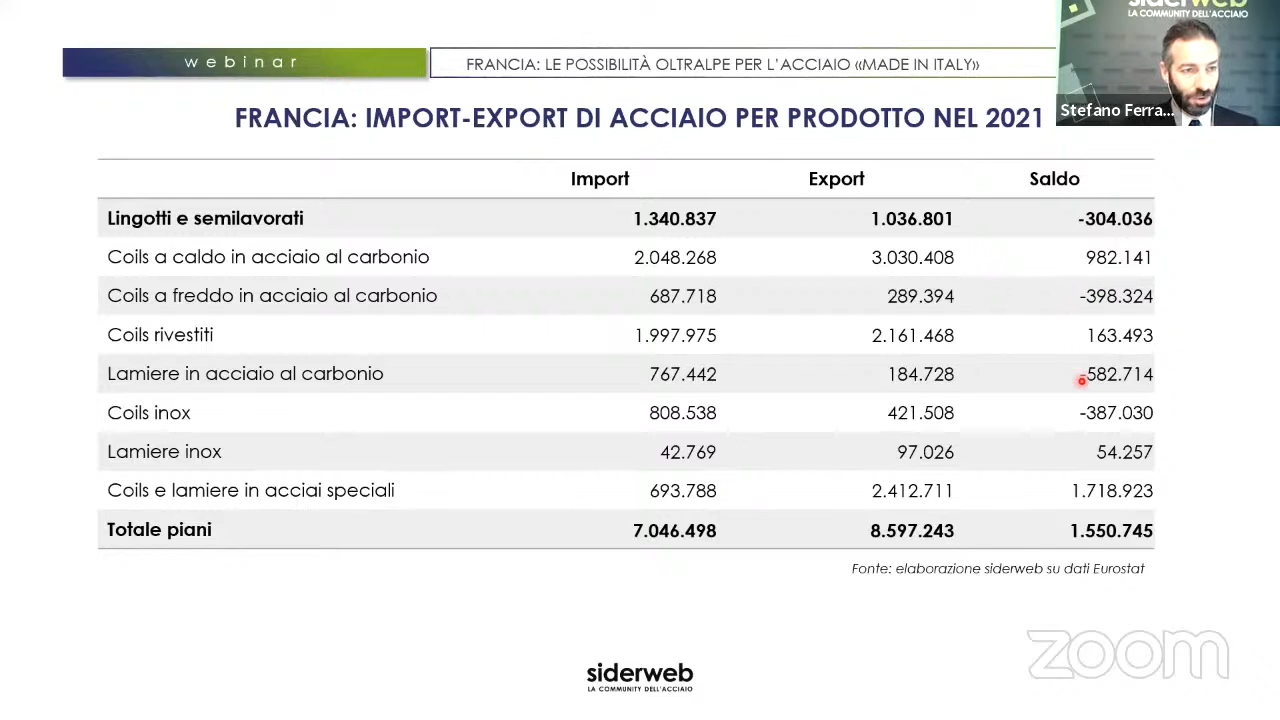 siderweb
LA COMMUNITY DELL'ACCIAIO
webinar
FRANCIA: LE POSSIBILITÀ OLTRALPE PER L'ACCIAIO «MADE IN ITALY»
Stefano Ferra...
FRANCIA: IMPORT-EXPORT DI ACCIAIO PER PRODOTTO NEL 2021
Import Export Saldo
Lingotti e semilavorati 1.340.837 1.036.801 -304.036
Coils a caldo in acciaio al carbonio 2.048.268 3.030.408 982.141
Coils a freddo in acciaio al carbonio 687.718 289.394 -398.324
Coils rivestiti 1.997.975 2.161.468 163.493
Lamiere in acciaio al carbonio 767.442 184.728 -582.714
Coils inox 808.538 421.508 -387.030
Lamiere inox 42.769 97.026 54.257
Coils e lamiere in acciai speciali 693.788 2.412.711 1.718.923
Totale piani 7.046.498 8.597.243 1.550.745
Fonte: elaborazione siderweb su dati Eurostat
zoom
siderweb
LA COMMUNITY DELL'ACCIAIO